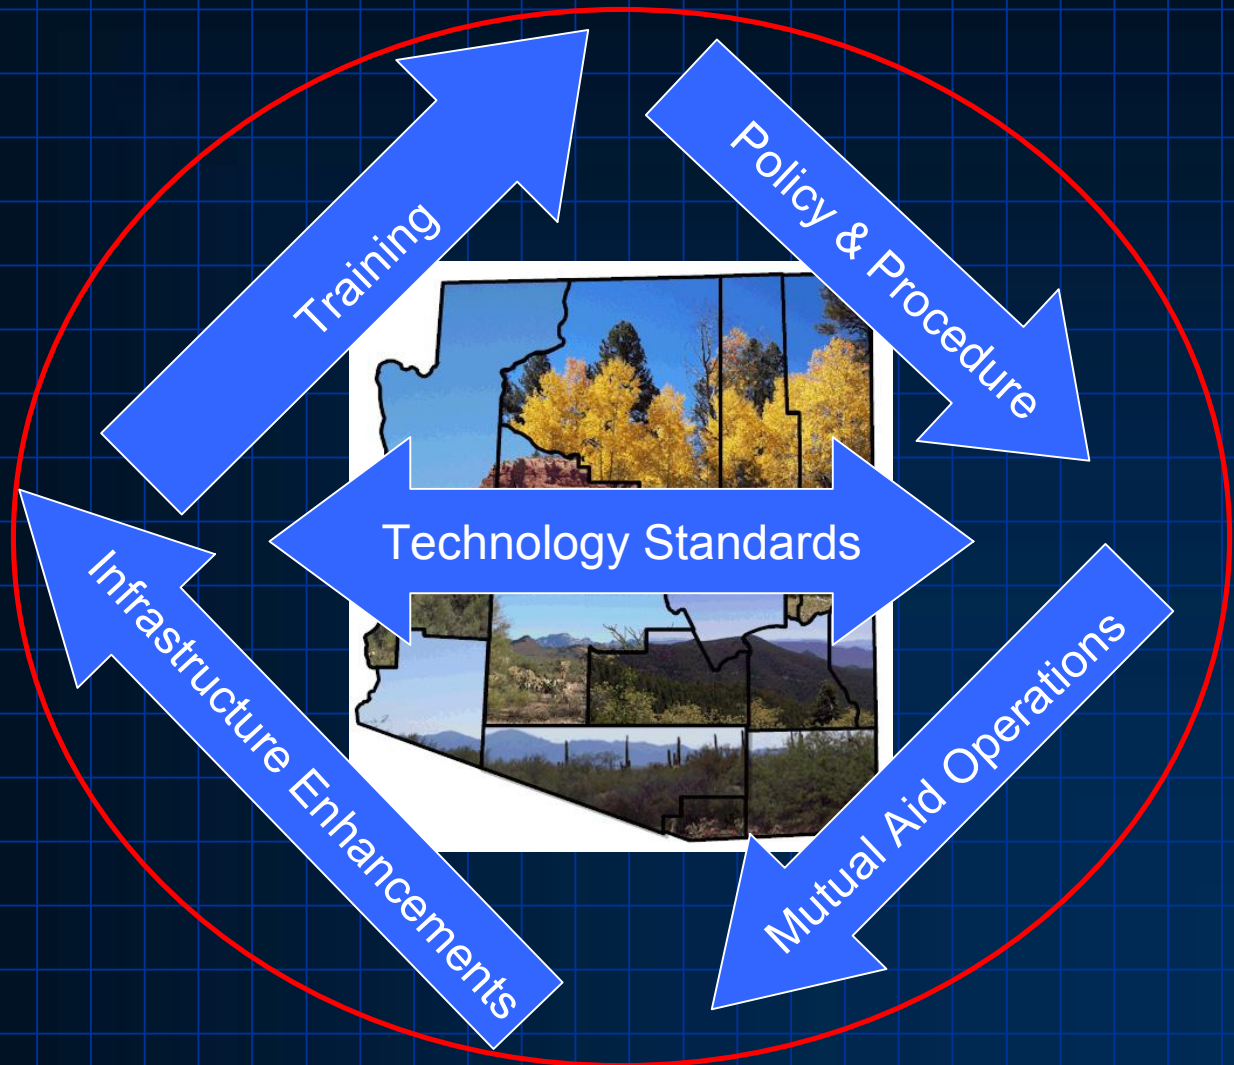 Training
Policy & Procedure
Technology Standards
Infrastructure Enhancements
Mutual Aid Operations